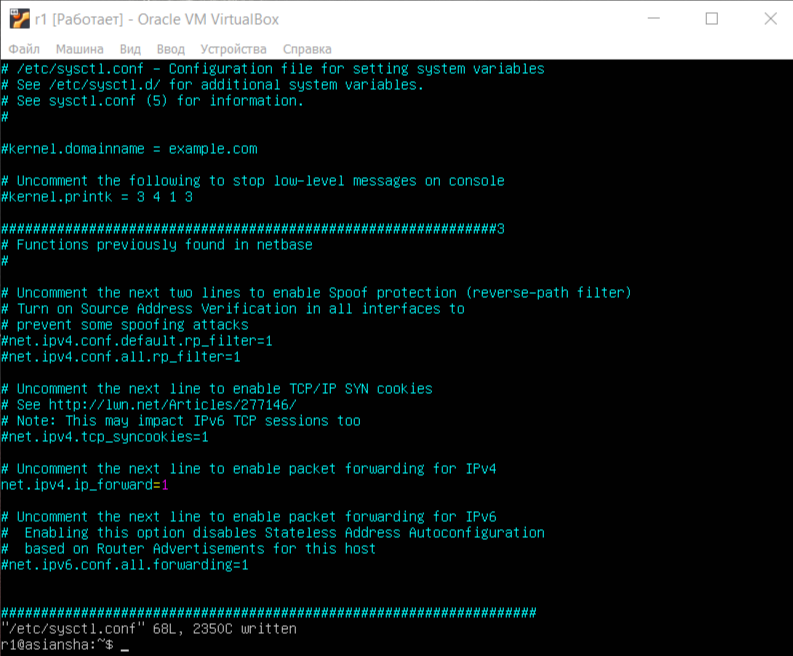 r1 [Работает] - Oracle VM VirtualBox
Файл Машина Вид Ввод Устройства Справка
# /etc/sysctl.conf - Configuration file for setting system variables
# See /etc/sysctl.d/ for additional system variables.
# See sysctl.conf (5) for information.
#
#kernel.domainname = example.com
# Uncomment the following to stop low-level messages on console
#kernel.printk = 3 4 1 3
##############################################################3
# Functions previously found in netbase
#
# Uncomment the next two lines to enable Spoof protection (reverse-path filter)
# Turn on Source Address Verification in all interfaces to
# prevent some spoofing attacks
#net.ipv4.conf.default.rp_filter=1
#net.ipv4.conf.all.rp_filter=1
# Uncomment the next line to enable TCP/IP SYN cookies
# See http://lwn.net/Articles/277146/
# Note: This may impact IPv6 TCP sessions too
#net.ipv4.tcp_syncookies=1
# Uncomment the next line to enable packet forwarding for IPv4
net.ipv4.ip_forward=1
# Uncomment the next line to enable packet forwarding for IPv6
#  Enabling this option disables Stateless Address Autoconfiguration
#  based on Router Advertisements for this host
#net.ipv6.conf.all.forwarding=1
###################################################################
"/etc/sysctl.conf" 68L, 2350C written
r1@asiansha:~$ _